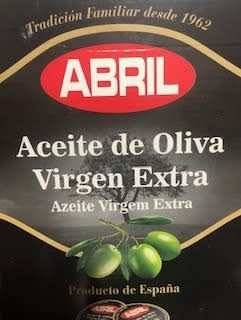 Tradición Familiar desde 1962
ABRIL
Aceite de Oliva
Virgen Extra
Azeite Virgem Extra
Producto de España